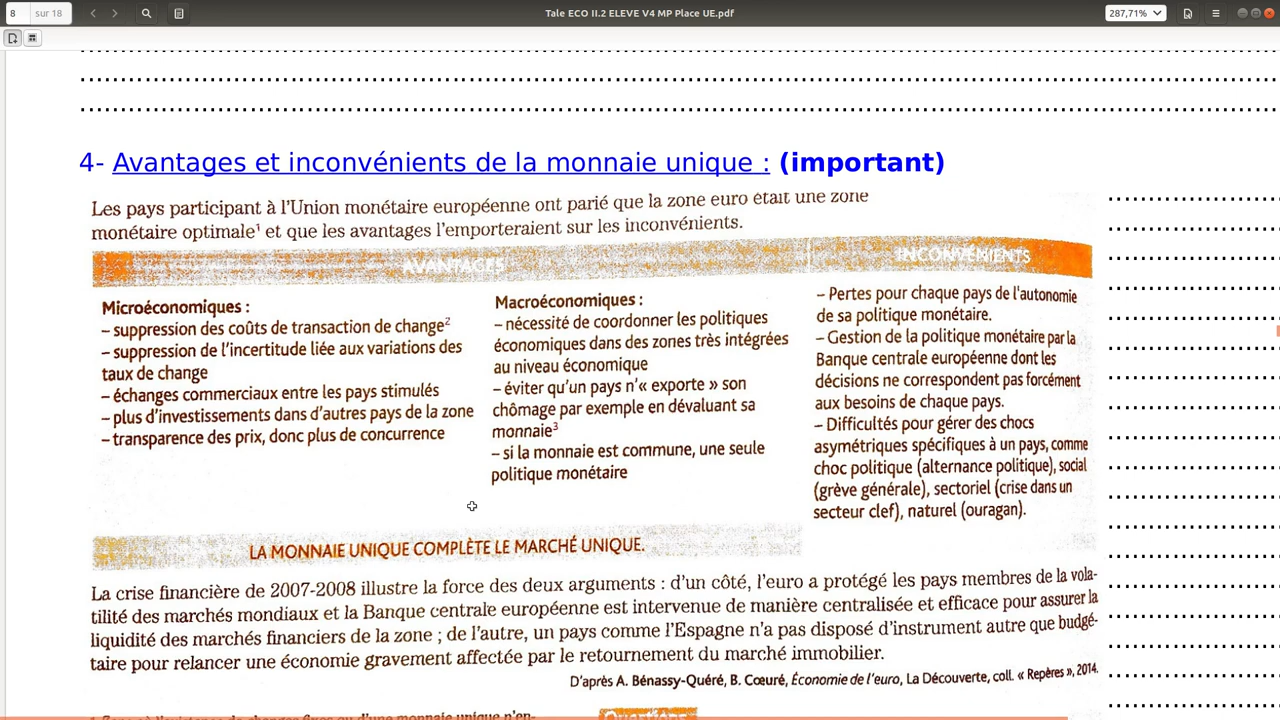 8 sur 18
Tale ECO II.2 ELEVE V4 MP Place UE.pdf
287,71%
4- Avantages et inconvénients de la monnaie unique : (important)
Les pays participant à l'Union monétaire européenne ont parié que la zone euro était une zone
monétaire optimale¹ et que les avantages l'emporteraient sur les inconvénients.
AVANTAGES
Microéconomiques :
– suppression des coûts de transaction de change²
– suppression de l'incertitude liée aux variations des
taux de change
– échanges commerciaux entre les pays stimulés
– plus d'investissements dans d'autres pays de la zone
– transparence des prix, donc plus de concurrence
Macroéconomiques :
– nécessité de coordonner les politiques
économiques dans des zones très intégrées
au niveau économique
– éviter qu'un pays n'« exporte » son
chômage par exemple en dévaluant sa
monnaie³
– si la monnaie est commune, une seule
politique monétaire
INCONVÉNIENTS
– Pertes pour chaque pays de l'autonomie
de sa politique monétaire.
– Gestion de la politique monétaire par la
Banque centrale européenne dont les
décisions ne correspondent pas forcément
aux besoins de chaque pays.
– Difficultés pour gérer des chocs
asymétriques spécifiques à un pays, comme
choc politique (alternance politique), social
(grève générale), sectoriel (crise dans un
secteur clef), naturel (ouragan).
LA MONNAIE UNIQUE COMPLÈTE LE MARCHÉ UNIQUE.
La crise financière de 2007-2008 illustre la force des deux arguments : d'un côté, l'euro a protégé les pays membres de la vola-
tilité des marchés mondiaux et la Banque centrale européenne est intervenue de manière centralisée et efficace pour assurer la
liquidité des marchés financiers de la zone ; de l'autre, un pays comme l'Espagne n'a pas disposé d'instrument autre que budgé-
taire pour relancer une économie gravement affectée par le retournement du marché immobilier.
D'après A. Bénassy-Quéré, B. Cœuré, Économie de l'euro, La Découverte, coll. « Repères », 2014.